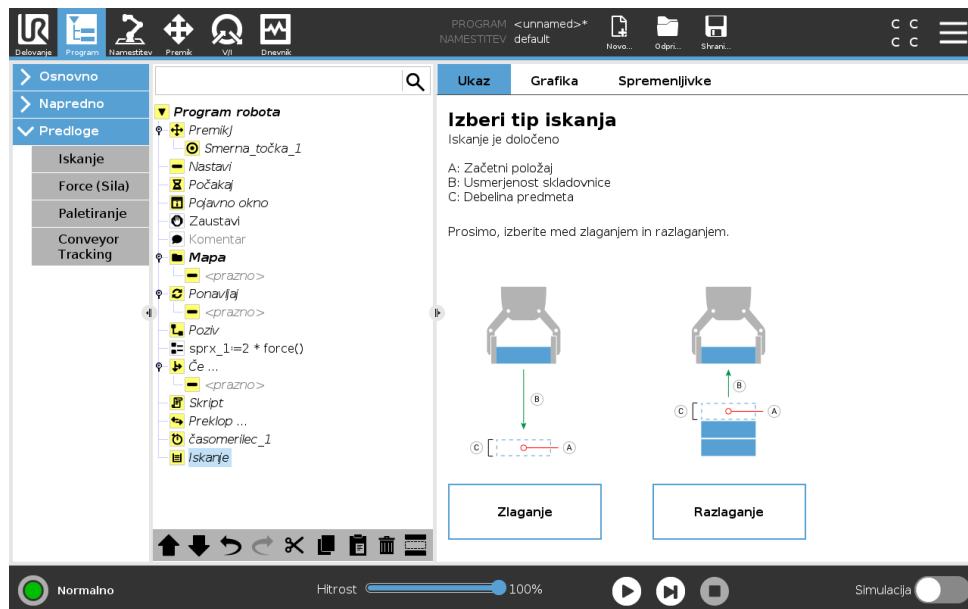 PROGRAM <unnamed>*
NAMESTITEV default
Delovanje
Program
Namestitev
Premik
V/I
Dnevnik
Novo...
Odpri...
Shrani...
C C
C C
Osnovno
Napredno
Predloge
Iskanje
Force (Sila)
Paletiranje
Conveyor
Tracking
Program robota
PremikJ
Smerna_točka_1
Nastavi
Počakaj
Pojavno okno
Zaustavi
Komentar
Mapa
<prazno>
Ponavljaj
<prazno>
Poziv
sprx_1:=2 * force()
Če ...
<prazno>
Skript
Preklop ...
časomerilec_1
Iskanje
Ukaz
Grafika
Spremenljivke
Izberi tip iskanja
Iskanje je določeno
A: Začetni položaj
B: Usmerjenost skladovnice
C: Debelina predmeta
Prosimo, izberite med zlaganjem in razlaganjem.
B
C
A
B
C
A
Zlaganje
Razlaganje
Normalno
Hitrost
100%
Simulacija